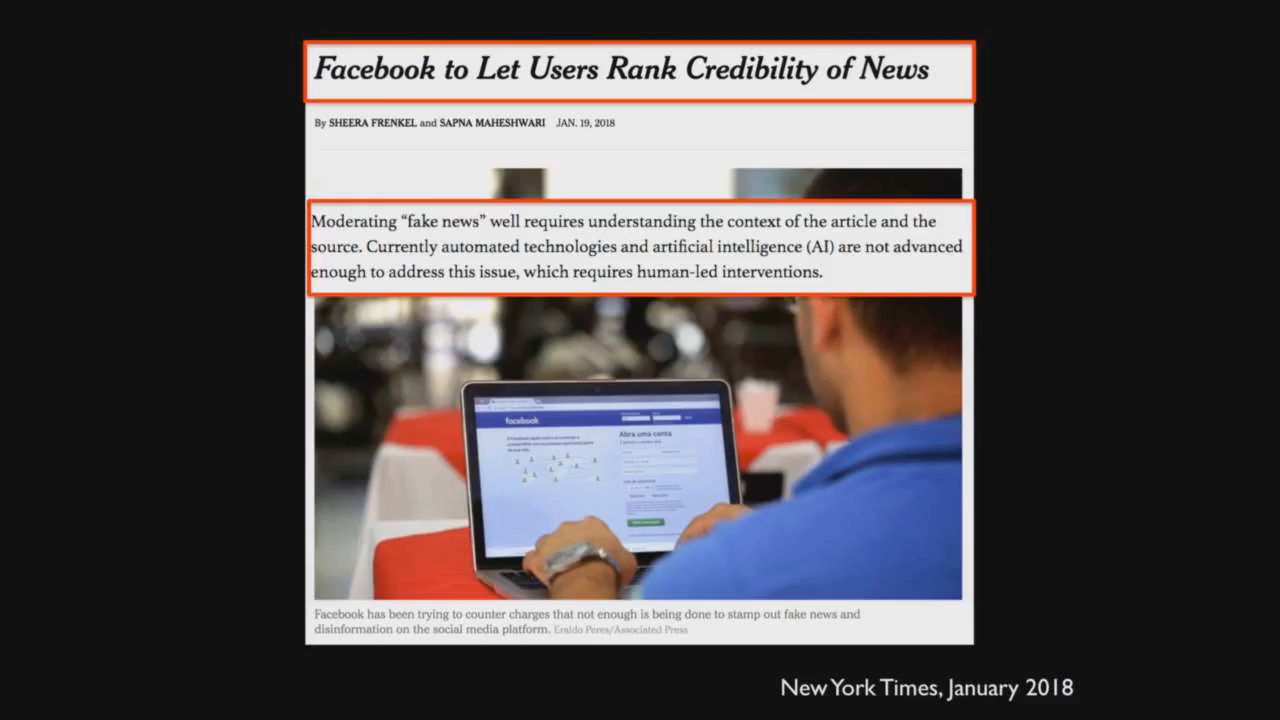 Facebook to Let Users Rank Credibility of News
By SHEERA FRENKEL and SAPNA MAHESHWARI JAN. 19, 2018
Moderating “fake news” well requires understanding the context of the article and the
source. Currently automated technologies and artificial intelligence (AI) are not advanced
enough to address this issue, which requires human-led interventions.
facebook
Abra uma conta
Facebook has been trying to counter charges that not enough is being done to stamp out fake news and
disinformation on the social media platform. Eraldo Peres/Associated Press
New York Times, January 2018